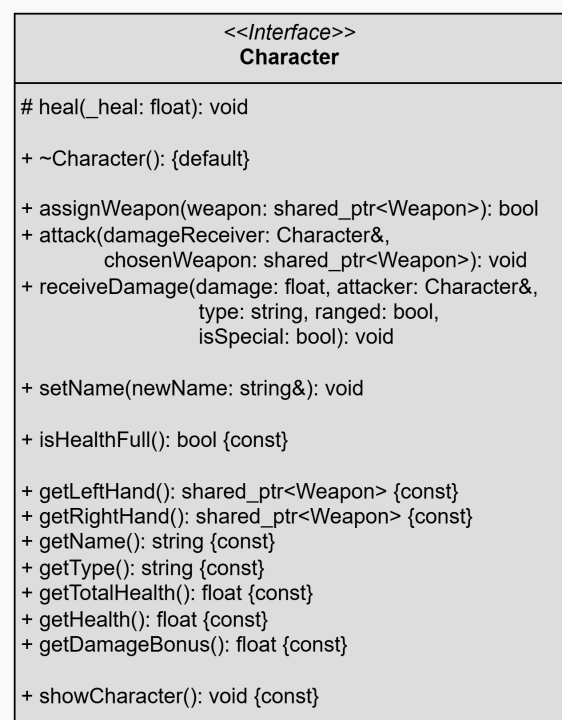 <<Interface>>
Character
# heal(_heal: float): void
+ ~Character(): {default}
+ assignWeapon(weapon: shared_ptr<Weapon>): bool
+ attack(damageReceiver: Character&,
chosenWeapon: shared_ptr<Weapon>): void
+ receiveDamage(damage: float, attacker: Character&,
type: string, ranged: bool,
isSpecial: bool): void
+ setName(newName: string&): void
+ isHealthFull(): bool {const}
+ getLeftHand(): shared_ptr<Weapon> {const}
+ getRightHand(): shared_ptr<Weapon> {const}
+ getName(): string {const}
+ getType(): string {const}
+ getTotalHealth(): float {const}
+ getHealth(): float {const}
+ getDamageBonus(): float {const}
+ showCharacter(): void {const}